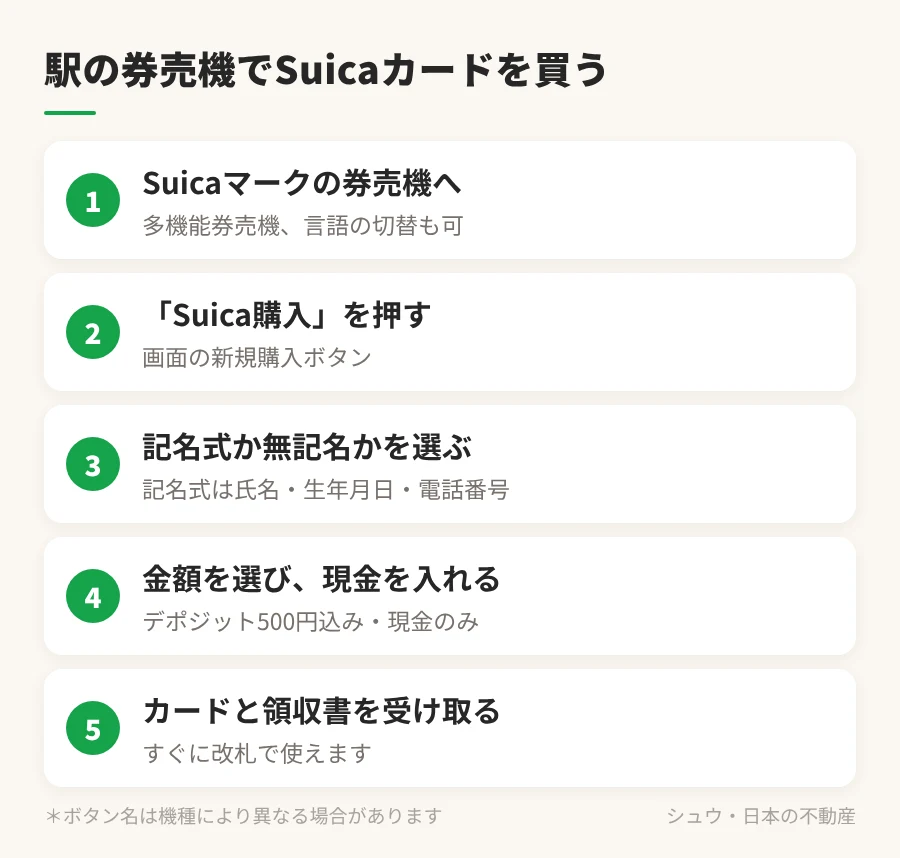 駅の券売機でSuicaカードを買う
1
Suicaマークの券売機へ
多機能券売機、言語の切替も可
2
「Suica購入」を押す
画面の新規購入ボタン
3
記名式か無記名かを選ぶ
記名式は氏名・生年月日・電話番号
4
金額を選び、現金を入れる
デポジット500円込み・現金のみ
5
カードと領収書を受け取る
すぐに改札で使えます
＊ボタン名は機種により異なる場合があります
シュウ・日本の不動産